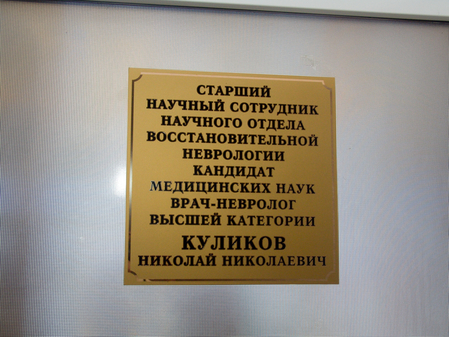 СТАРШИЙ
НАУЧНЫЙ СОТРУДНИК
НАУЧНОГО ОТДЕЛА
ВОССТАНОВИТЕЛЬНОЙ
НЕВРОЛОГИИ
КАНДИДАТ
МЕДИЦИНСКИХ НАУК
ВРАЧ-НЕВРОЛОГ
ВЫСШЕЙ КАТЕГОРИИ
КУЛИКОВ
НИКОЛАЙ НИКОЛАЕВИЧ